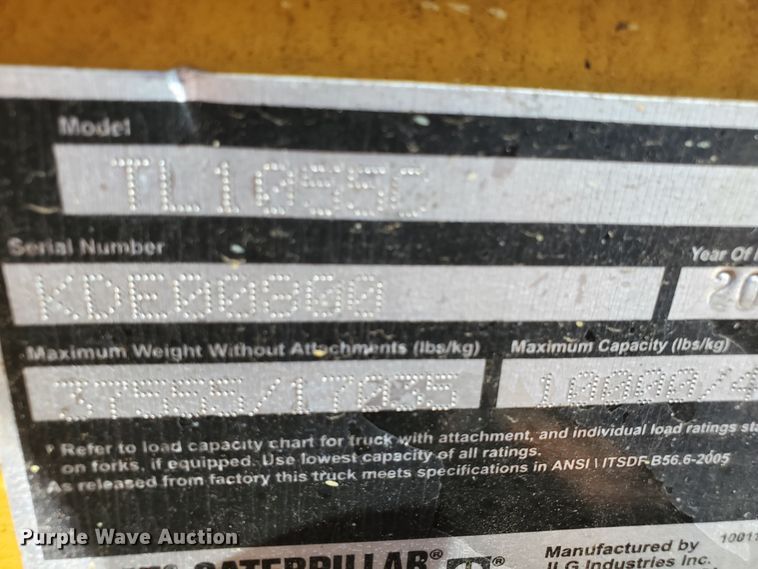 Model
TL1055C
Serial Number
Year Of
KDE00800
20
Maximum Weight Without Attachments (lbs/kg)
Maximum Capacity (lbs/kg)
37555/17035
10000/4
Refer to load capacity chart for truck with attachment, and individual load ratings
on forks, if equipped. Use lowest capacity of all ratings.
As released from factory this truck meets specifications in ANSI \ ITSDF-B56.6-2005
CATERPILLAR®
Manufactured by
JLG Industries Inc.
10011
Purple Wave Auction